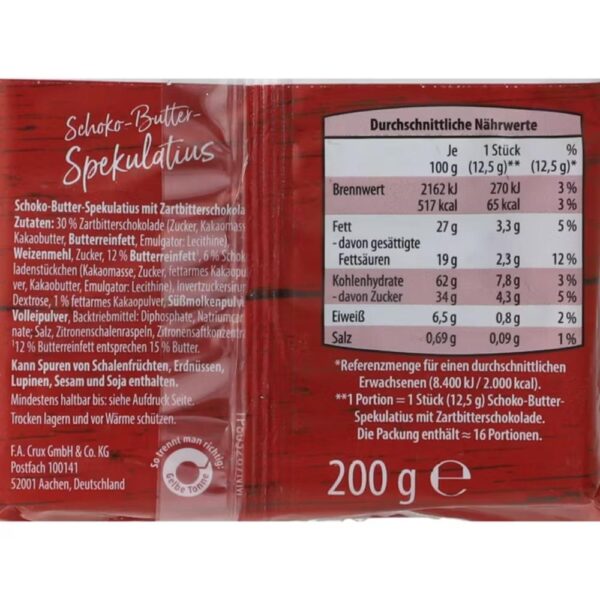 Schoko-Butter-
Spekulatius
Schoko-Butter-Spekulatius mit Zartbitterschokola
Zutaten: 30 % Zartbitterschokolade (Zucker, Kakaomass
Kakaobutter, Butterreinfett, Emulgator: Lecithine),
Weizenmehl, Zucker, 12 % Butterreinfett¹, 6 % Schok
ladenstückchen (Kakaomasse, Zucker, fettarmes Kakaopul
ver, Kakaobutter, Emulgator: Lecithine), Invertzuckersirup
Dextrose, 1 % fettarmes Kakaopulver, Süßmolkenpulv
Volleipulver, Backtriebmittel: Diphosphate, Natriumcar
nate; Salz, Zitronenschalenraspeln, Zitronensaftkonzent
¹12 % Butterreinfett entsprechen 15 % Butter.
Kann Spuren von Schalenfrüchten, Erdnüssen,
Lupinen, Sesam und Soja enthalten.
Mindestens haltbar bis: siehe Aufdruck Seite.
Trocken lagern und vor Wärme schützen.
F.A. Crux GmbH & Co. KG
Postfach 100141
52001 Aachen, Deutschland
So trennt man richtig:
Gelbe Tonne
Durchschnittliche Nährwerte
Je 1 Stück %
100 g (12,5 g)** (12,5 g)*
Brennwert 2162 kJ 270 kJ 3 %
517 kcal 65 kcal 3 %
Fett 27 g 3,3 g 5 %
- davon gesättigte
Fettsäuren 19 g 2,3 g 12 %
Kohlenhydrate 62 g 7,8 g 3 %
- davon Zucker 34 g 4,3 g 5 %
Eiweiß 6,5 g 0,8 g 2 %
Salz 0,69 g 0,09 g 1 %
*Referenzmenge für einen durchschnittlichen
Erwachsenen (8.400 kJ / 2.000 kcal).
**1 Portion = 1 Stück (12,5 g) Schoko-Butter-
Spekulatius mit Zartbitterschokolade.
Die Packung enthält ≈ 16 Portionen.
200 g ℮